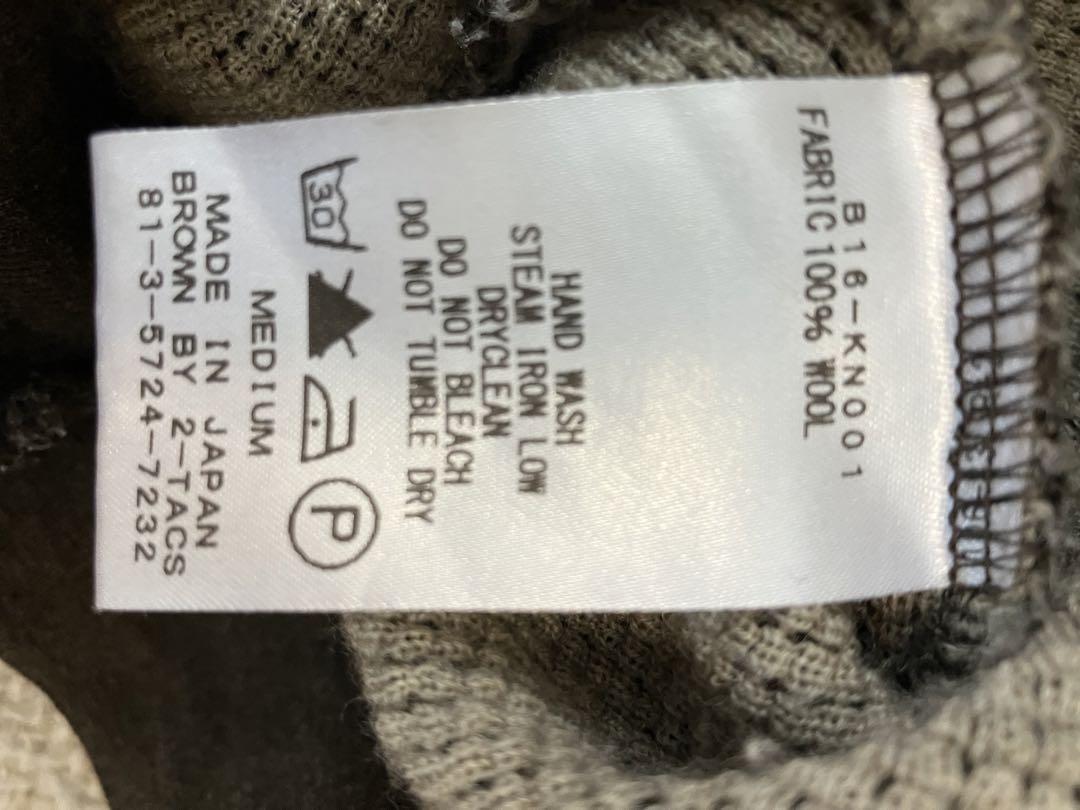 B16-KN001
FABRIC 100% WOOL
HAND WASH
STEAM IRON LOW
DRYCLEAN
DO NOT BLEACH
DO NOT TUMBLE DRY
30 P
MEDIUM
MADE IN JAPAN
BROWN BY 2-TACS
81-3-5724-7232